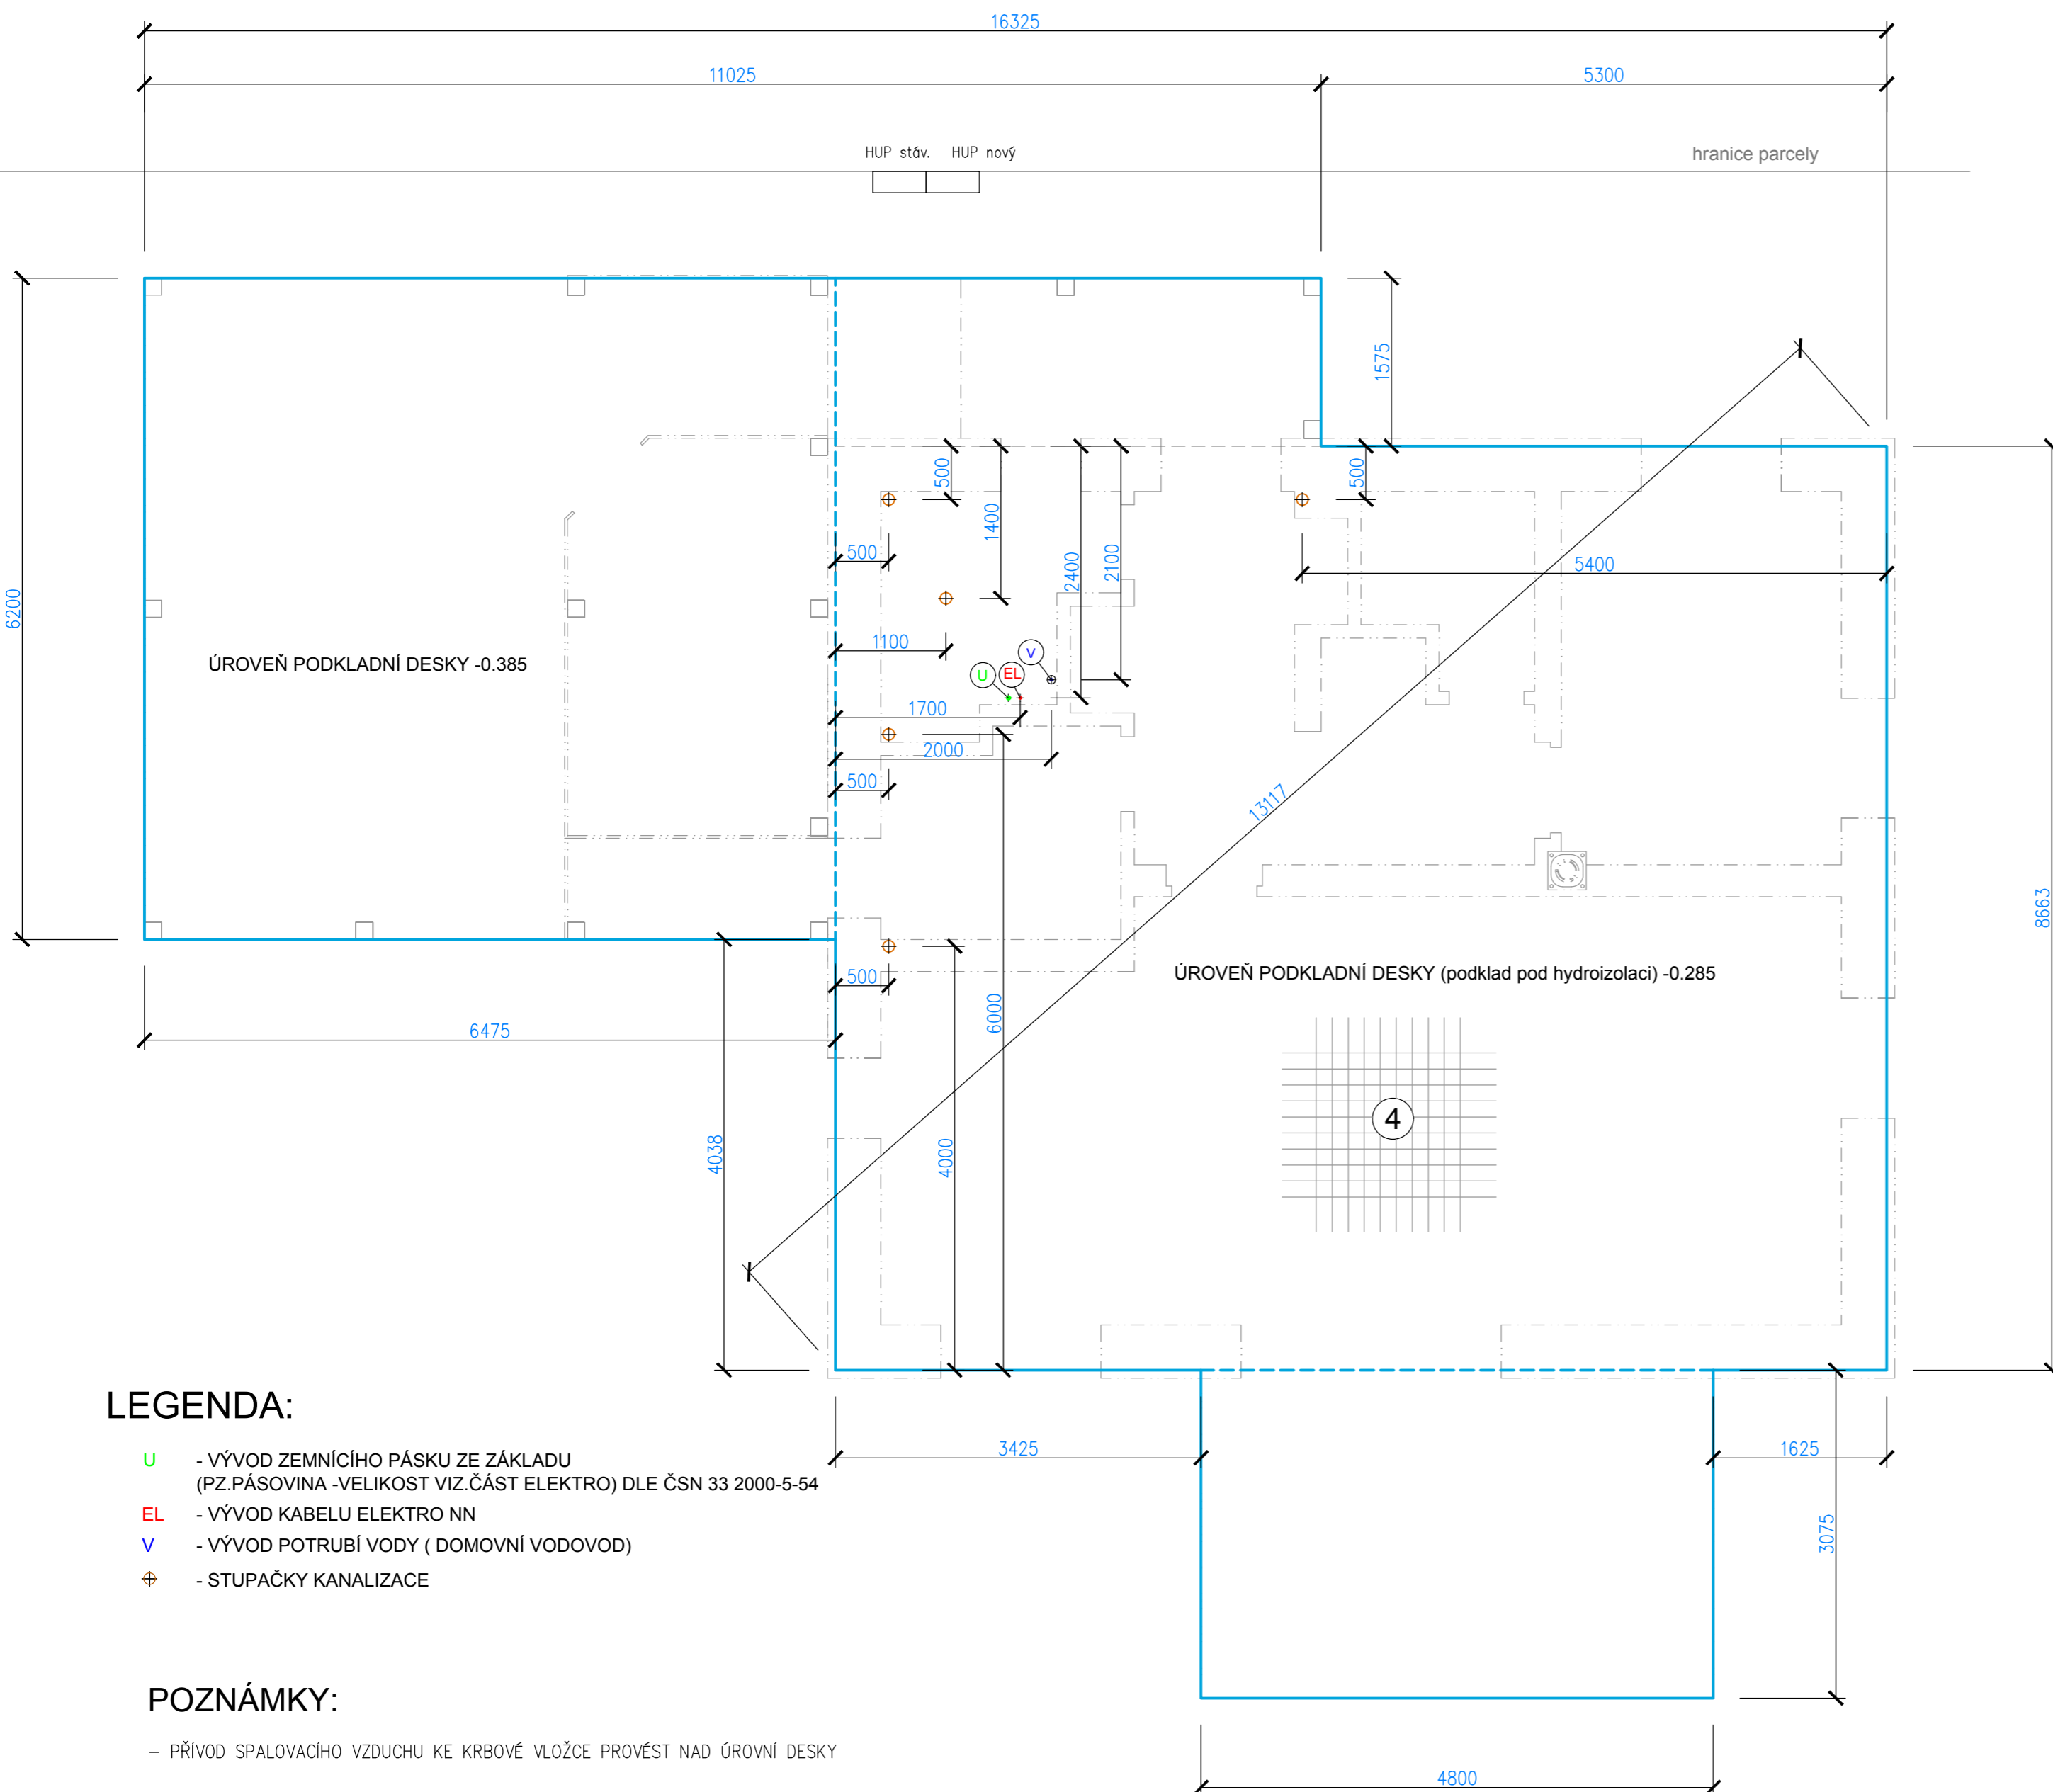 16325
11025
5300
HUP stáv.
HUP nový
hranice parcely
1575
500
500
1400
500
2400
2100
5400
6200
1100
V
ÚROVEŇ PODKLADNÍ DESKY -0.385
U
EL
1700
2000
500
13117
8663
ÚROVEŇ PODKLADNÍ DESKY (podklad pod hydroizolaci) -0.285
500
6000
6475
4
4038
4000
LEGENDA:
3425
1625
U - VÝVOD ZEMNÍCÍHO PÁSKU ZE ZÁKLADU
(PZ.PÁSOVINA -VELIKOST VIZ.ČÁST ELEKTRO) DLE ČSN 33 2000-5-54
EL - VÝVOD KABELU ELEKTRO NN
V - VÝVOD POTRUBÍ VODY ( DOMOVNÍ VODOVOD)
- STUPAČKY KANALIZACE
3075
POZNÁMKY:
– PŘÍVOD SPALOVACÍHO VZDUCHU KE KRBOVÉ VLOŽCE PROVÉST NAD ÚROVNÍ DESKY
4800